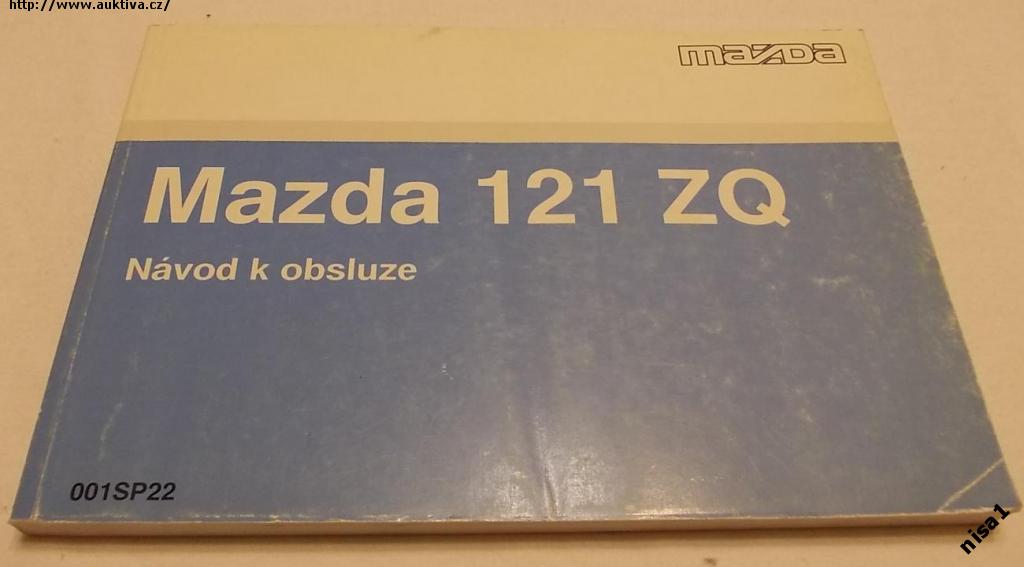 http://www.auktiva.cz/
mazda
Mazda 121 ZQ
Návod k obsluze
001SP22
nisa1